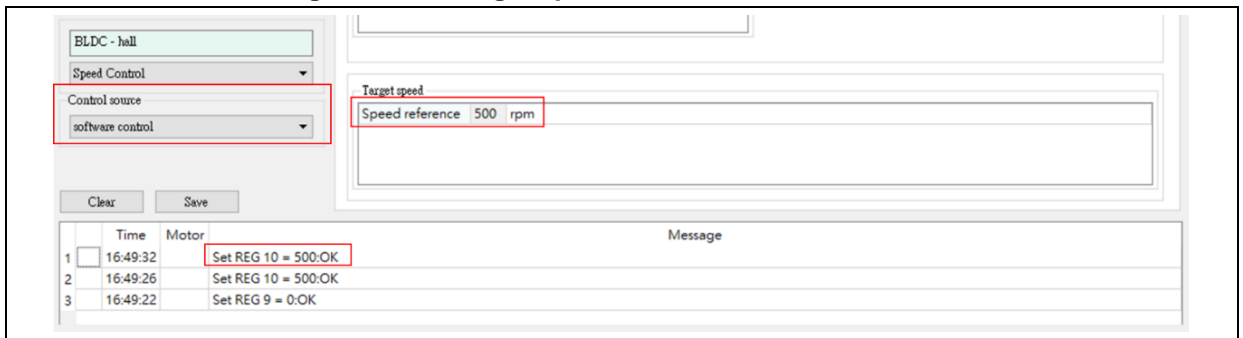 BLDC - hall
Speed Control
Control source
software control
Target speed
Speed reference 500 rpm
Clear Save
Time Motor Message
1 16:49:32 Set REG 10 = 500:OK
2 16:49:26 Set REG 10 = 500:OK
3 16:49:22 Set REG 9 = 0:OK